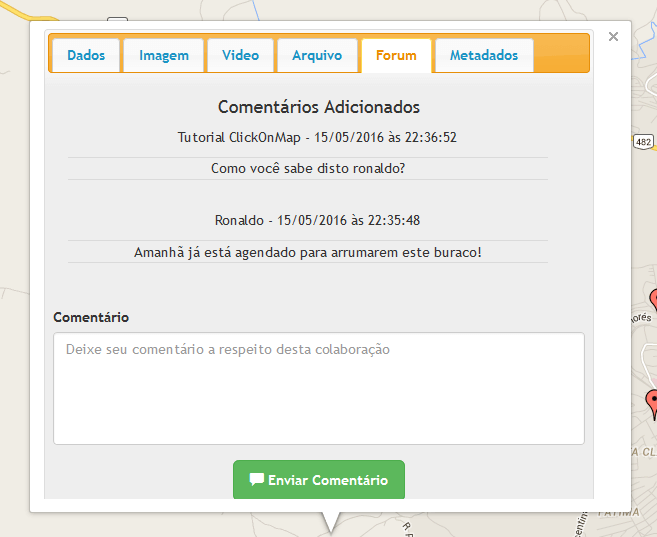 Dados Imagem Video Arquivo Forum Metadados
×
Comentários Adicionados
Tutorial ClickOnMap - 15/05/2016 às 22:36:52
Como você sabe disto ronaldo?
Ronaldo - 15/05/2016 às 22:35:48
Amanhã já está agendado para arrumarem este buraco!
Comentário
Deixe seu comentário a respeito desta colaboração
Enviar Comentário
482
FÁTIMA